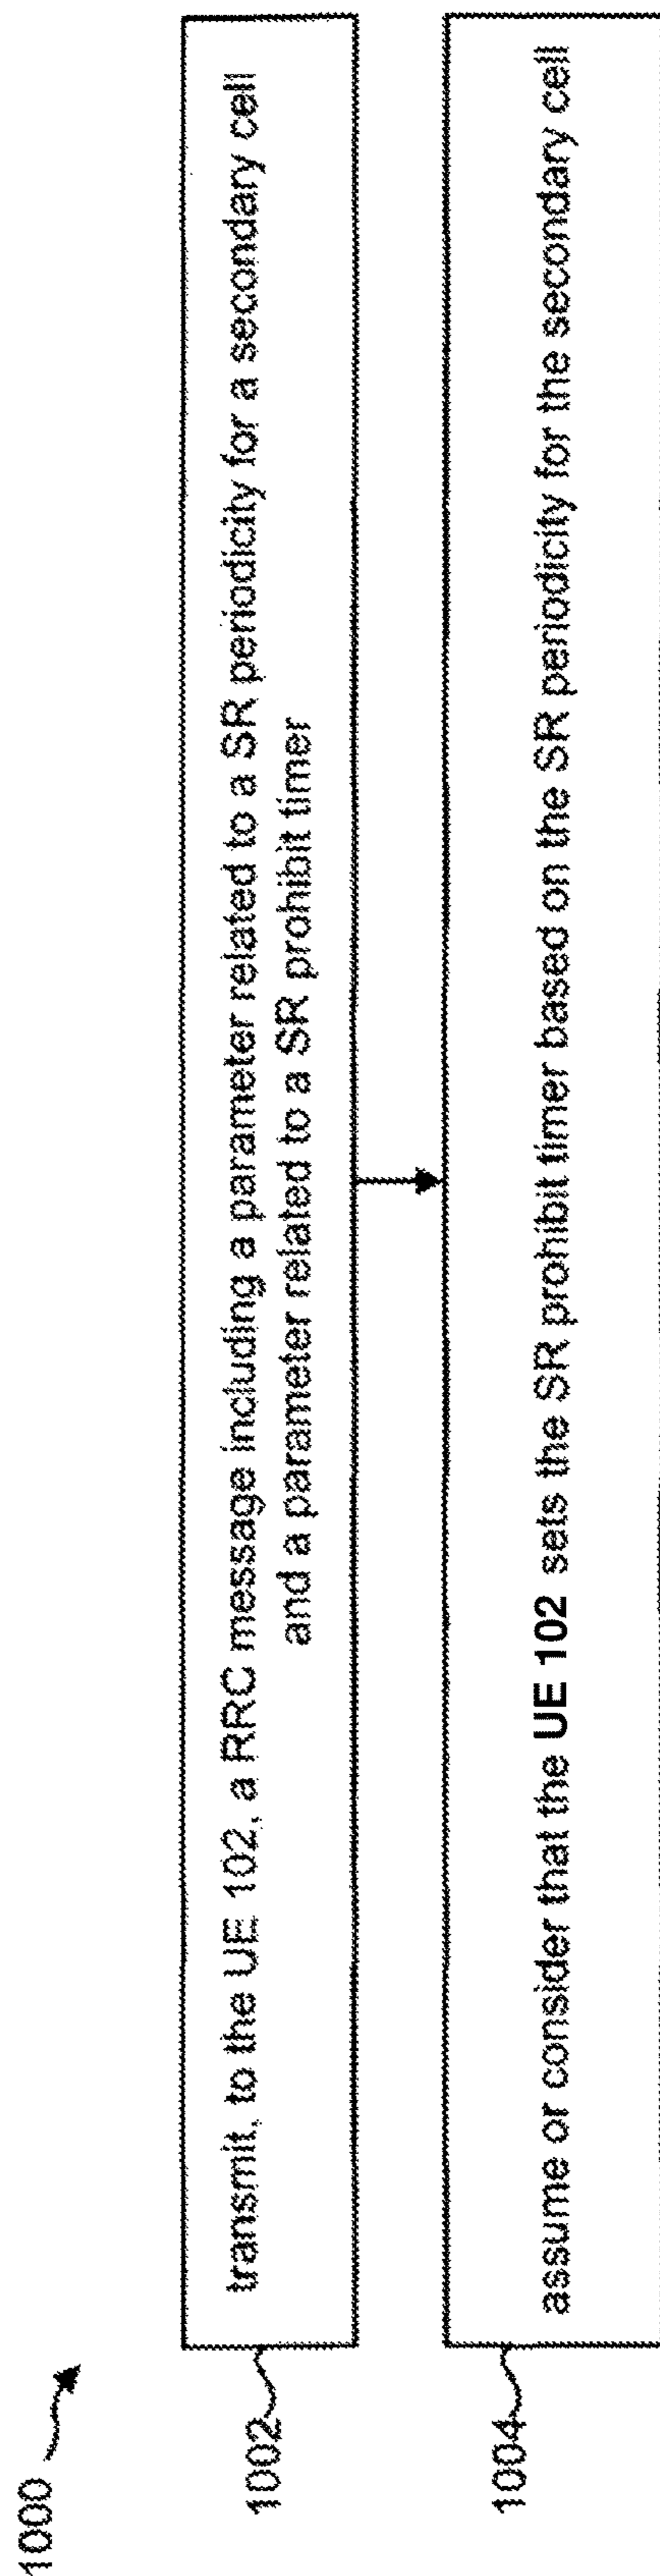 1000
1002
transmit, to the UE 102, a RRC message including a parameter related to a SR periodicity for a secondary cell
and a parameter related to a SR prohibit timer
1004
assume or consider that the UE 102 sets the SR prohibit timer based on the SR periodicity for the secondary cell